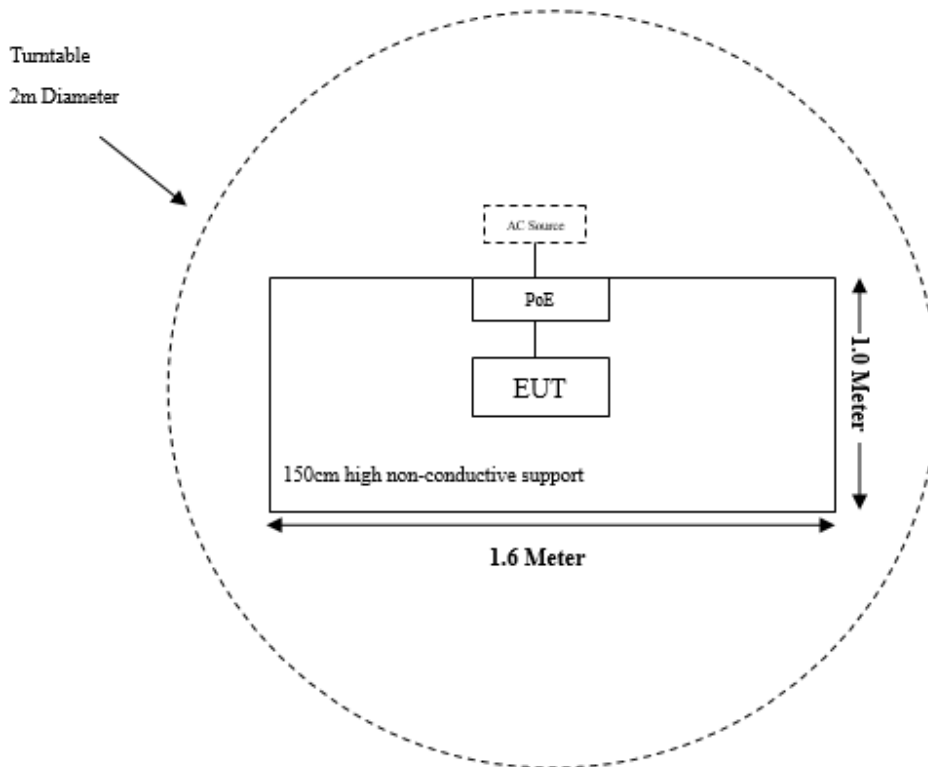 Turntable
2m Diameter
AC Source
PoE
EUT
1.0 Meter
150cm high non-conductive support
1.6 Meter